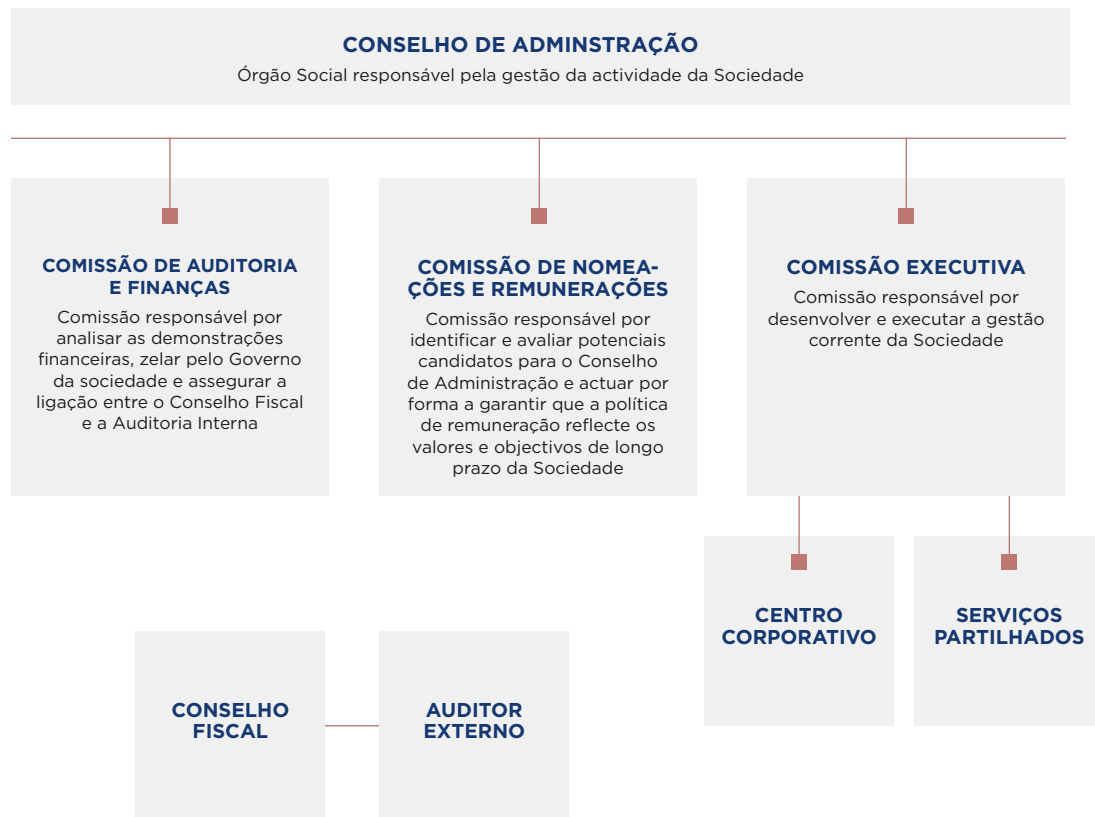 CONSELHO DE ADMINSTRAÇÃO
Órgão Social responsável pela gestão da actividade da Sociedade
COMISSÃO DE AUDITORIA
E FINANÇAS
Comissão responsável por
analisar as demonstrações
financeiras, zelar pelo Governo
da sociedade e assegurar a
ligação entre o Conselho Fiscal
e a Auditoria Interna
COMISSÃO DE NOMEA-
ÇÕES E REMUNERAÇÕES
Comissão responsável por
identificar e avaliar potenciais
candidatos para o Conselho
de Administração e actuar por
forma a garantir que a política
de remuneração reflecte os
valores e objectivos de longo
prazo da Sociedade
COMISSÃO EXECUTIVA
Comissão responsável por
desenvolver e executar a gestão
corrente da Sociedade
CENTRO
CORPORATIVO
SERVIÇOS
PARTILHADOS
CONSELHO
FISCAL
AUDITOR
EXTERNO